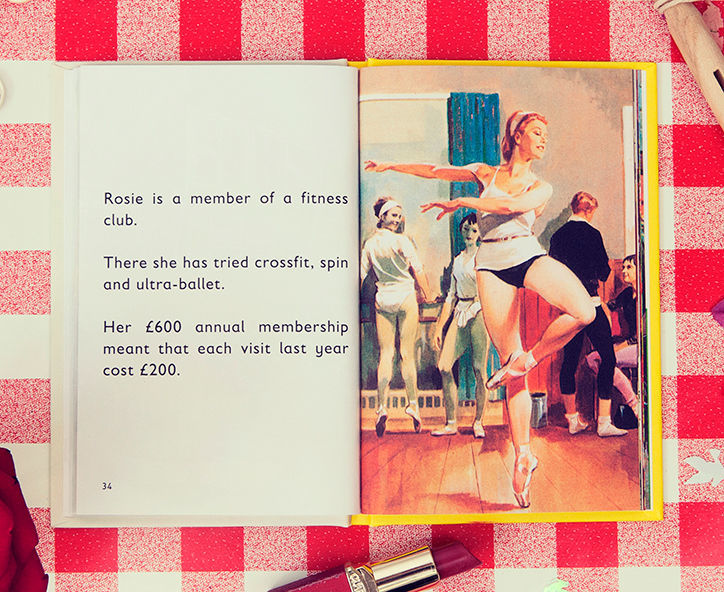 Rosie is a member of a fitness
club.
There she has tried crossfit, spin
and ultra-ballet.
Her £600 annual membership
meant that each visit last year
cost £200.
34